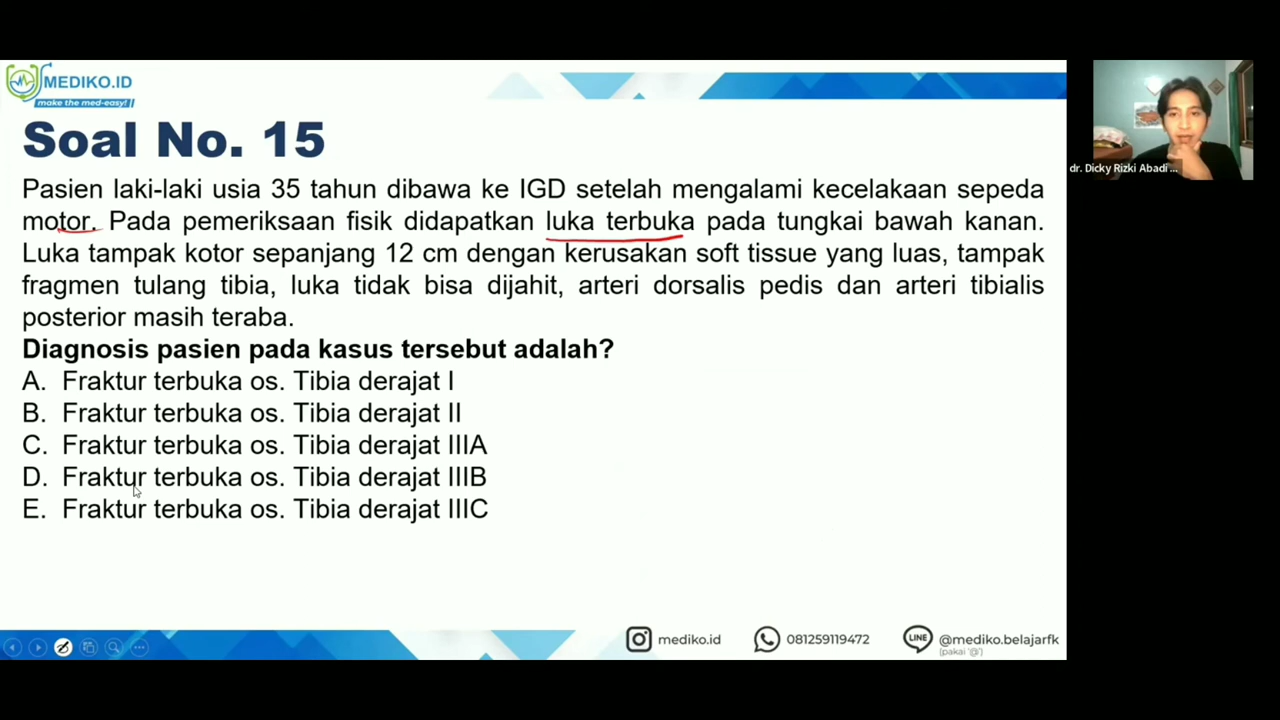 MEDIKO.ID
make the med-easy!
Soal No. 15
Pasien laki-laki usia 35 tahun dibawa ke IGD setelah mengalami kecelakaan sepeda
motor. Pada pemeriksaan fisik didapatkan luka terbuka pada tungkai bawah kanan.
Luka tampak kotor sepanjang 12 cm dengan kerusakan soft tissue yang luas, tampak
fragmen tulang tibia, luka tidak bisa dijahit, arteri dorsalis pedis dan arteri tibialis
posterior masih teraba.
Diagnosis pasien pada kasus tersebut adalah?
A. Fraktur terbuka os. Tibia derajat I
B. Fraktur terbuka os. Tibia derajat II
C. Fraktur terbuka os. Tibia derajat IIIA
D. Fraktur terbuka os. Tibia derajat IIIB
E. Fraktur terbuka os. Tibia derajat IIIC
dr. Dicky Rizki Abadi ...
mediko.id
081259119472
LINE
@mediko.belajarfk
(pakai '@')